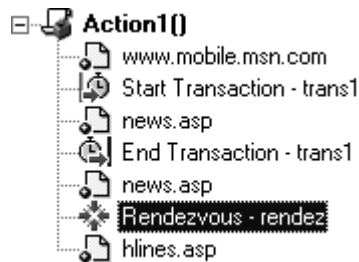 Action1()
www.mobile.msn.com
Start Transaction - trans1
news.asp
End Transaction - trans1
news.asp
Rendezvous - rendez
hlines.asp